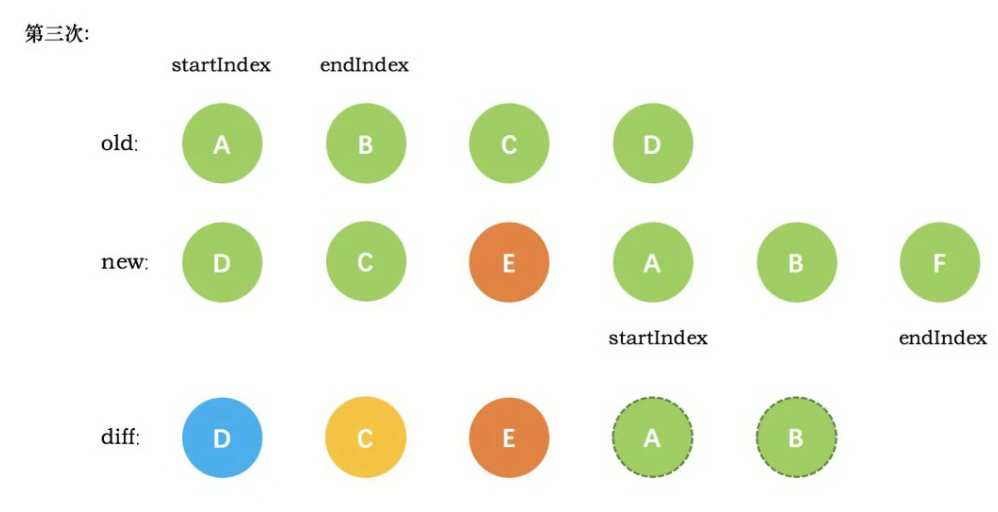 第三次:
startIndex endIndex
old: A B C D
new: D C E A B F
startIndex endIndex
diff: D C E A B